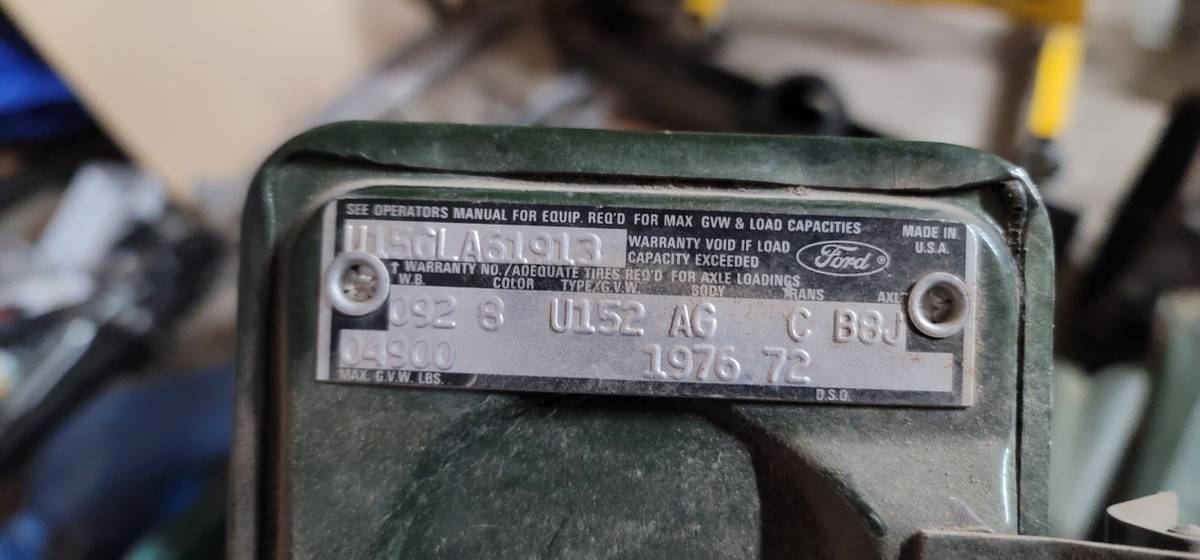 SEE OPERATORS MANUAL FOR EQUIP. REQ'D FOR MAX. GVW & LOAD CAPACITIES
U15GLA61913
WARRANTY VOID IF LOAD
CAPACITY EXCEEDED
Ford
MADE IN
U.S.A.
† WARRANTY NO./ADEQUATE TIRES REQ'D FOR AXLE LOADINGS
W.B. COLOR TYPE/G.V.W. BODY TRANS AXLE
092 8 U152 AG C B8J
04900 1976 72
MAX. G.V.W. LBS. D.S.O.